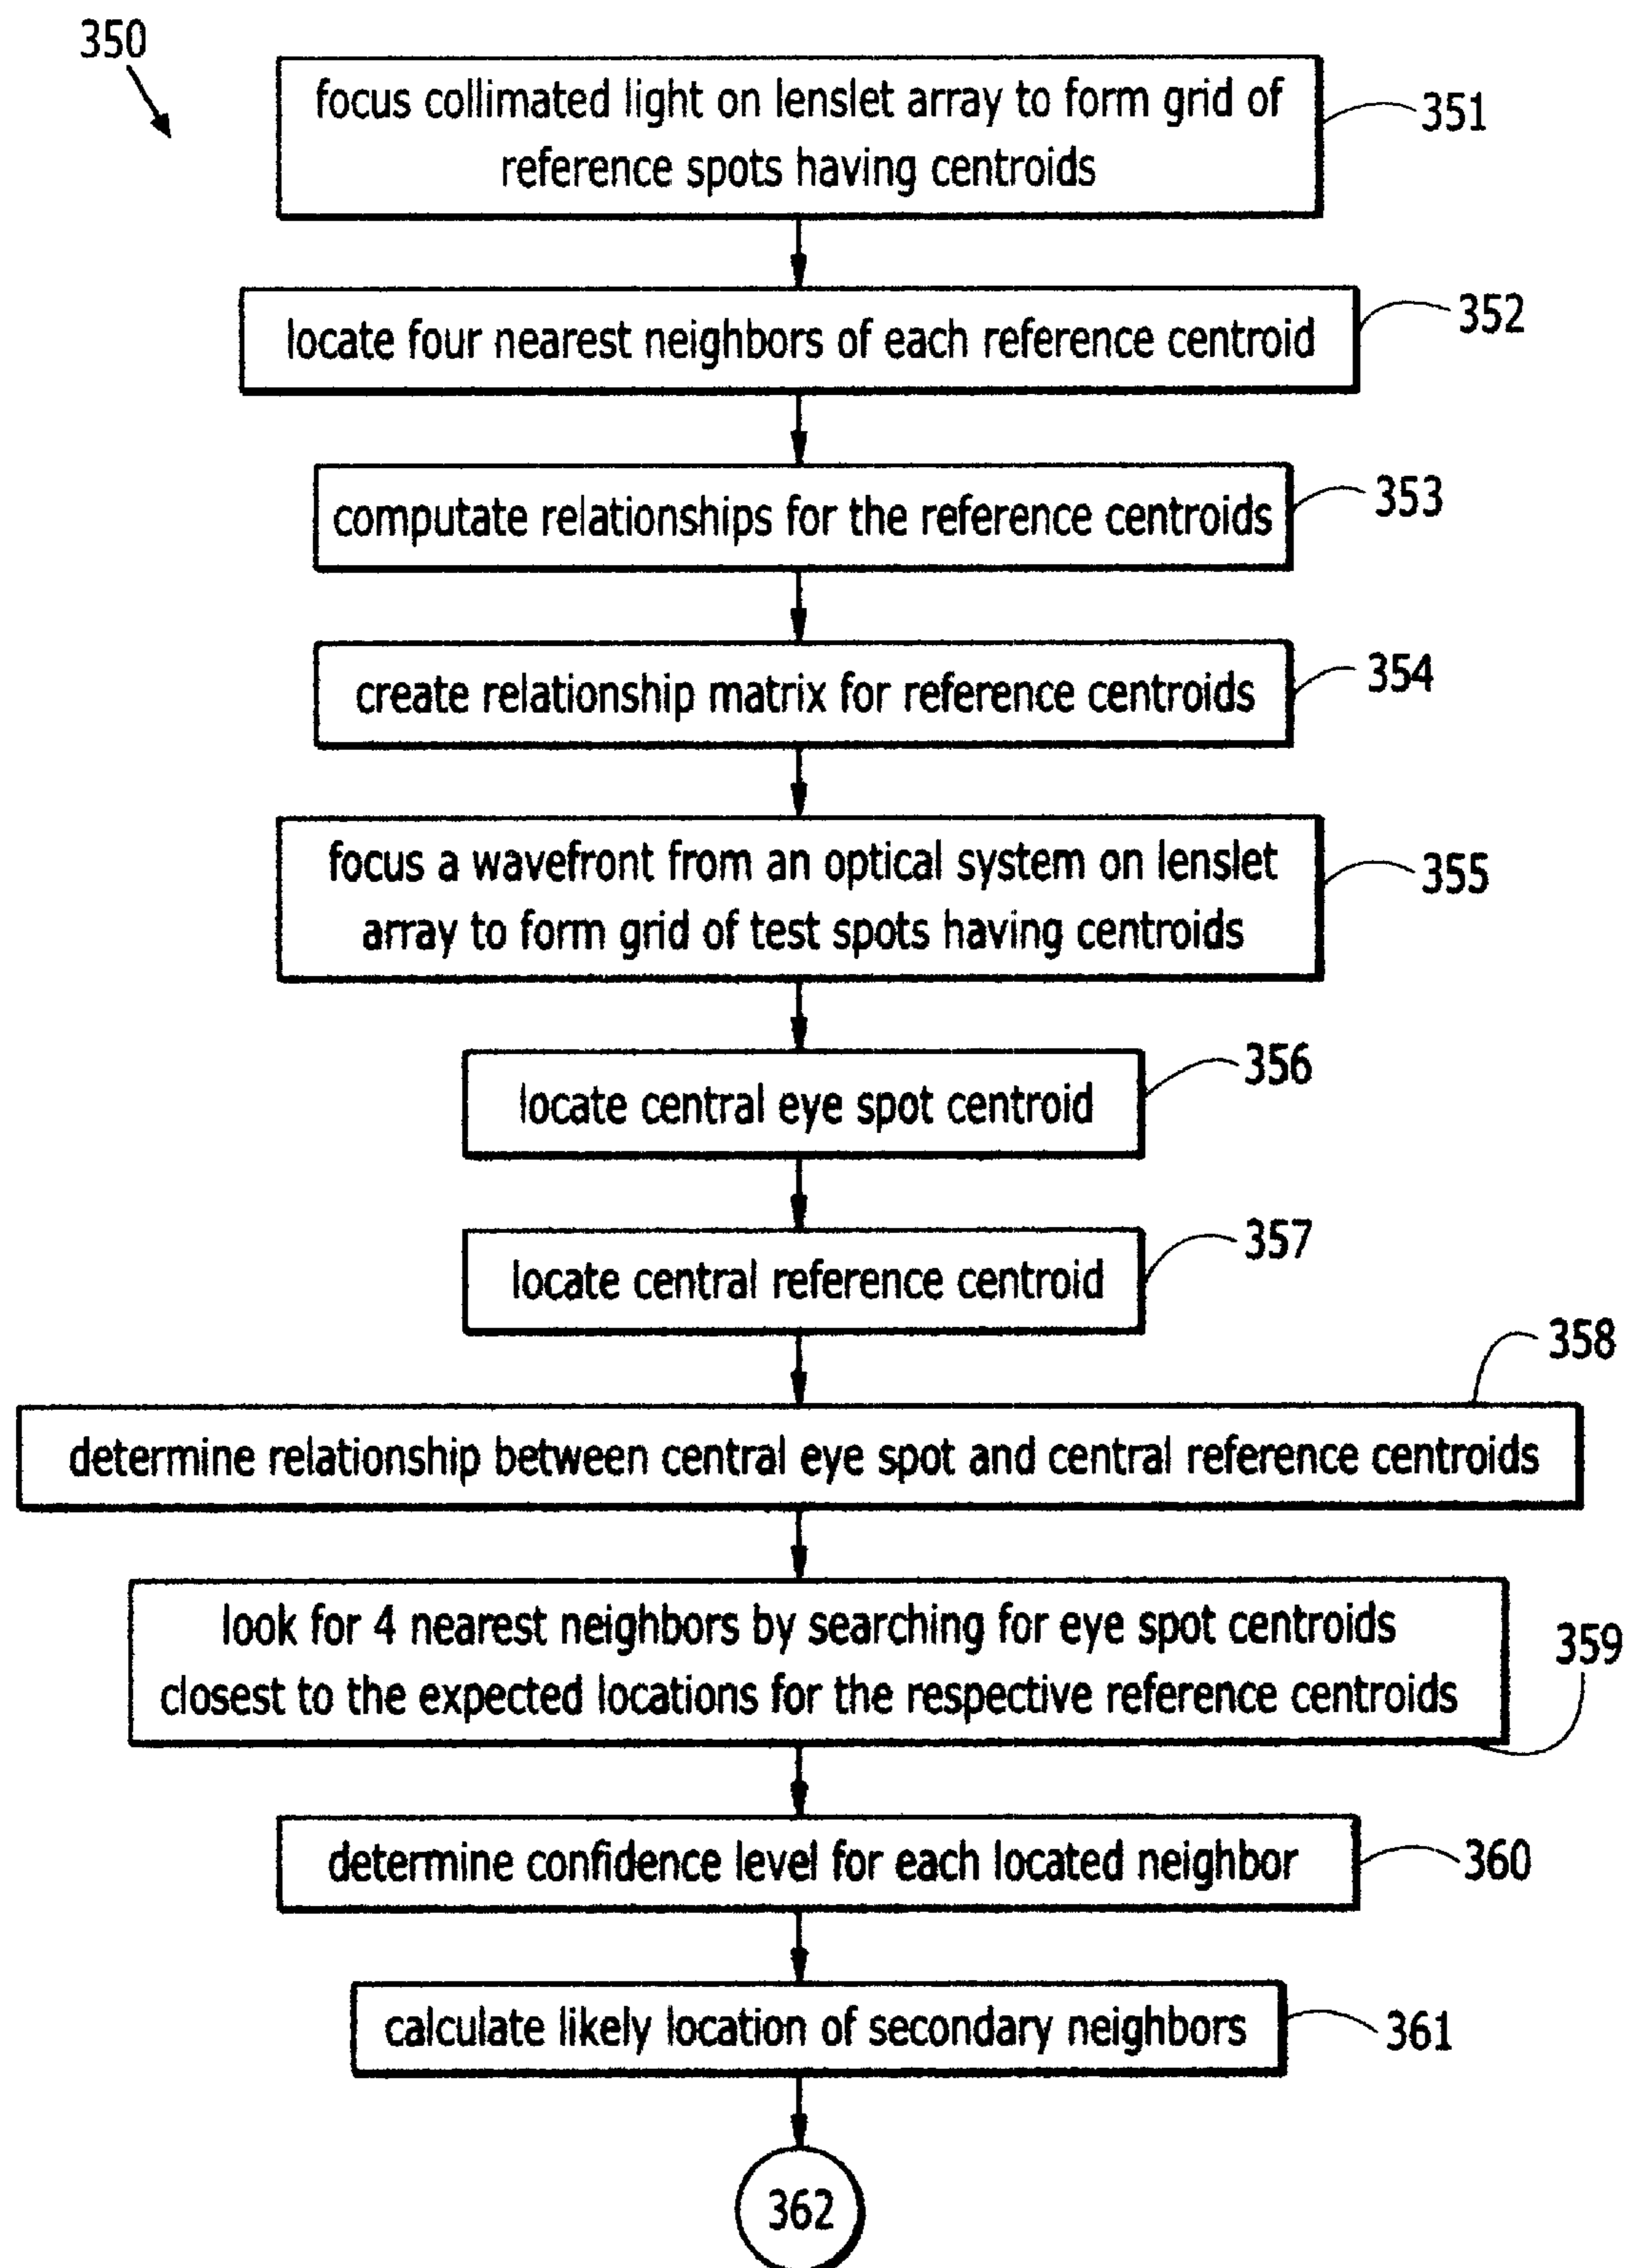 350
focus collimated light on lenslet array to form grid of
reference spots having centroids
351
locate four nearest neighbors of each reference centroid
352
computate relationships for the reference centroids
353
create relationship matrix for reference centroids
354
focus a wavefront from an optical system on lenslet
array to form grid of test spots having centroids
355
locate central eye spot centroid
356
locate central reference centroid
357
358
determine relationship between central eye spot and central reference centroids
look for 4 nearest neighbors by searching for eye spot centroids
closest to the expected locations for the respective reference centroids
359
determine confidence level for each located neighbor
360
calculate likely location of secondary neighbors
361
362